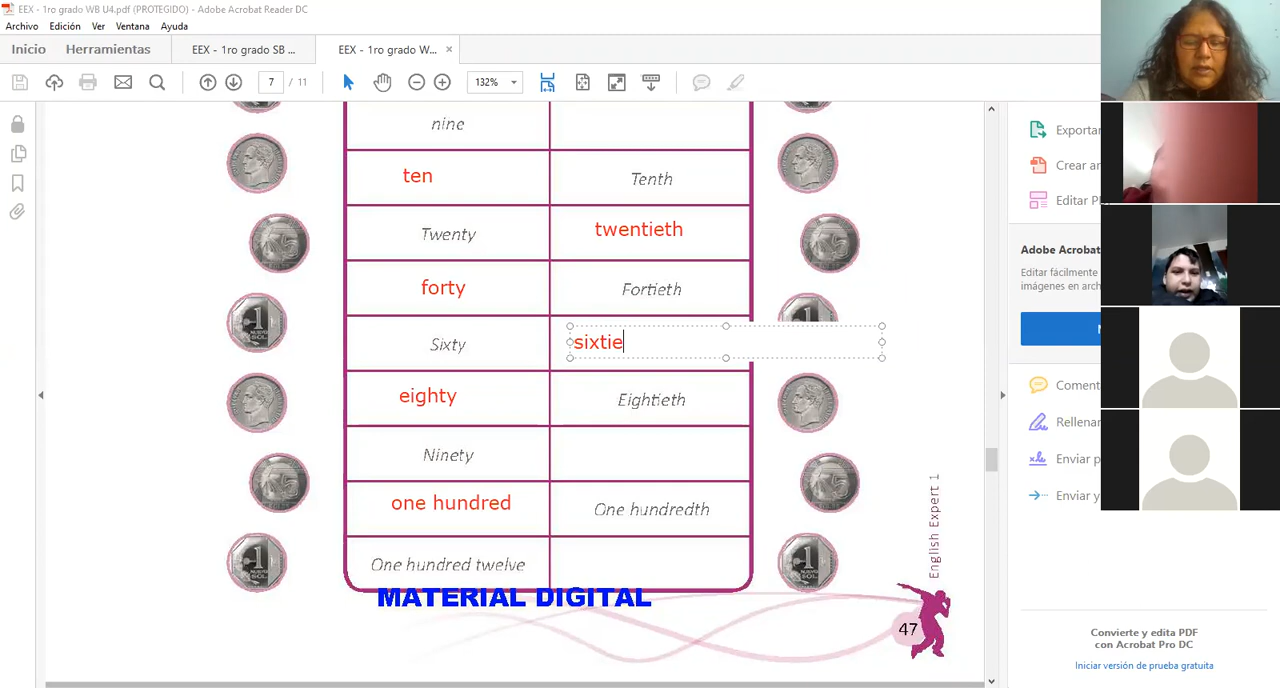 EEX - 1ro grado WB U4.pdf (PROTEGIDO) - Adobe Acrobat Reader DC
Archivo Edición Ver Ventana Ayuda
Inicio Herramientas EEX - 1ro grado SB ... EEX - 1ro grado W... ×
7 / 11 132%
nine
ten Tenth
Twenty twentieth
forty Fortieth
Sixty sixtie
eighty Eightieth
Ninety
one hundred One hundredth
One hundred twelve
MATERIAL DIGITAL
English Expert 1
47
Exportar
Crear ar
Editar P
Adobe Acrobat
Editar fácilmente
imágenes en arch
Coment
Rellenar
Enviar p
Enviar y
Convierte y edita PDF
con Acrobat Pro DC
Iniciar versión de prueba gratuita